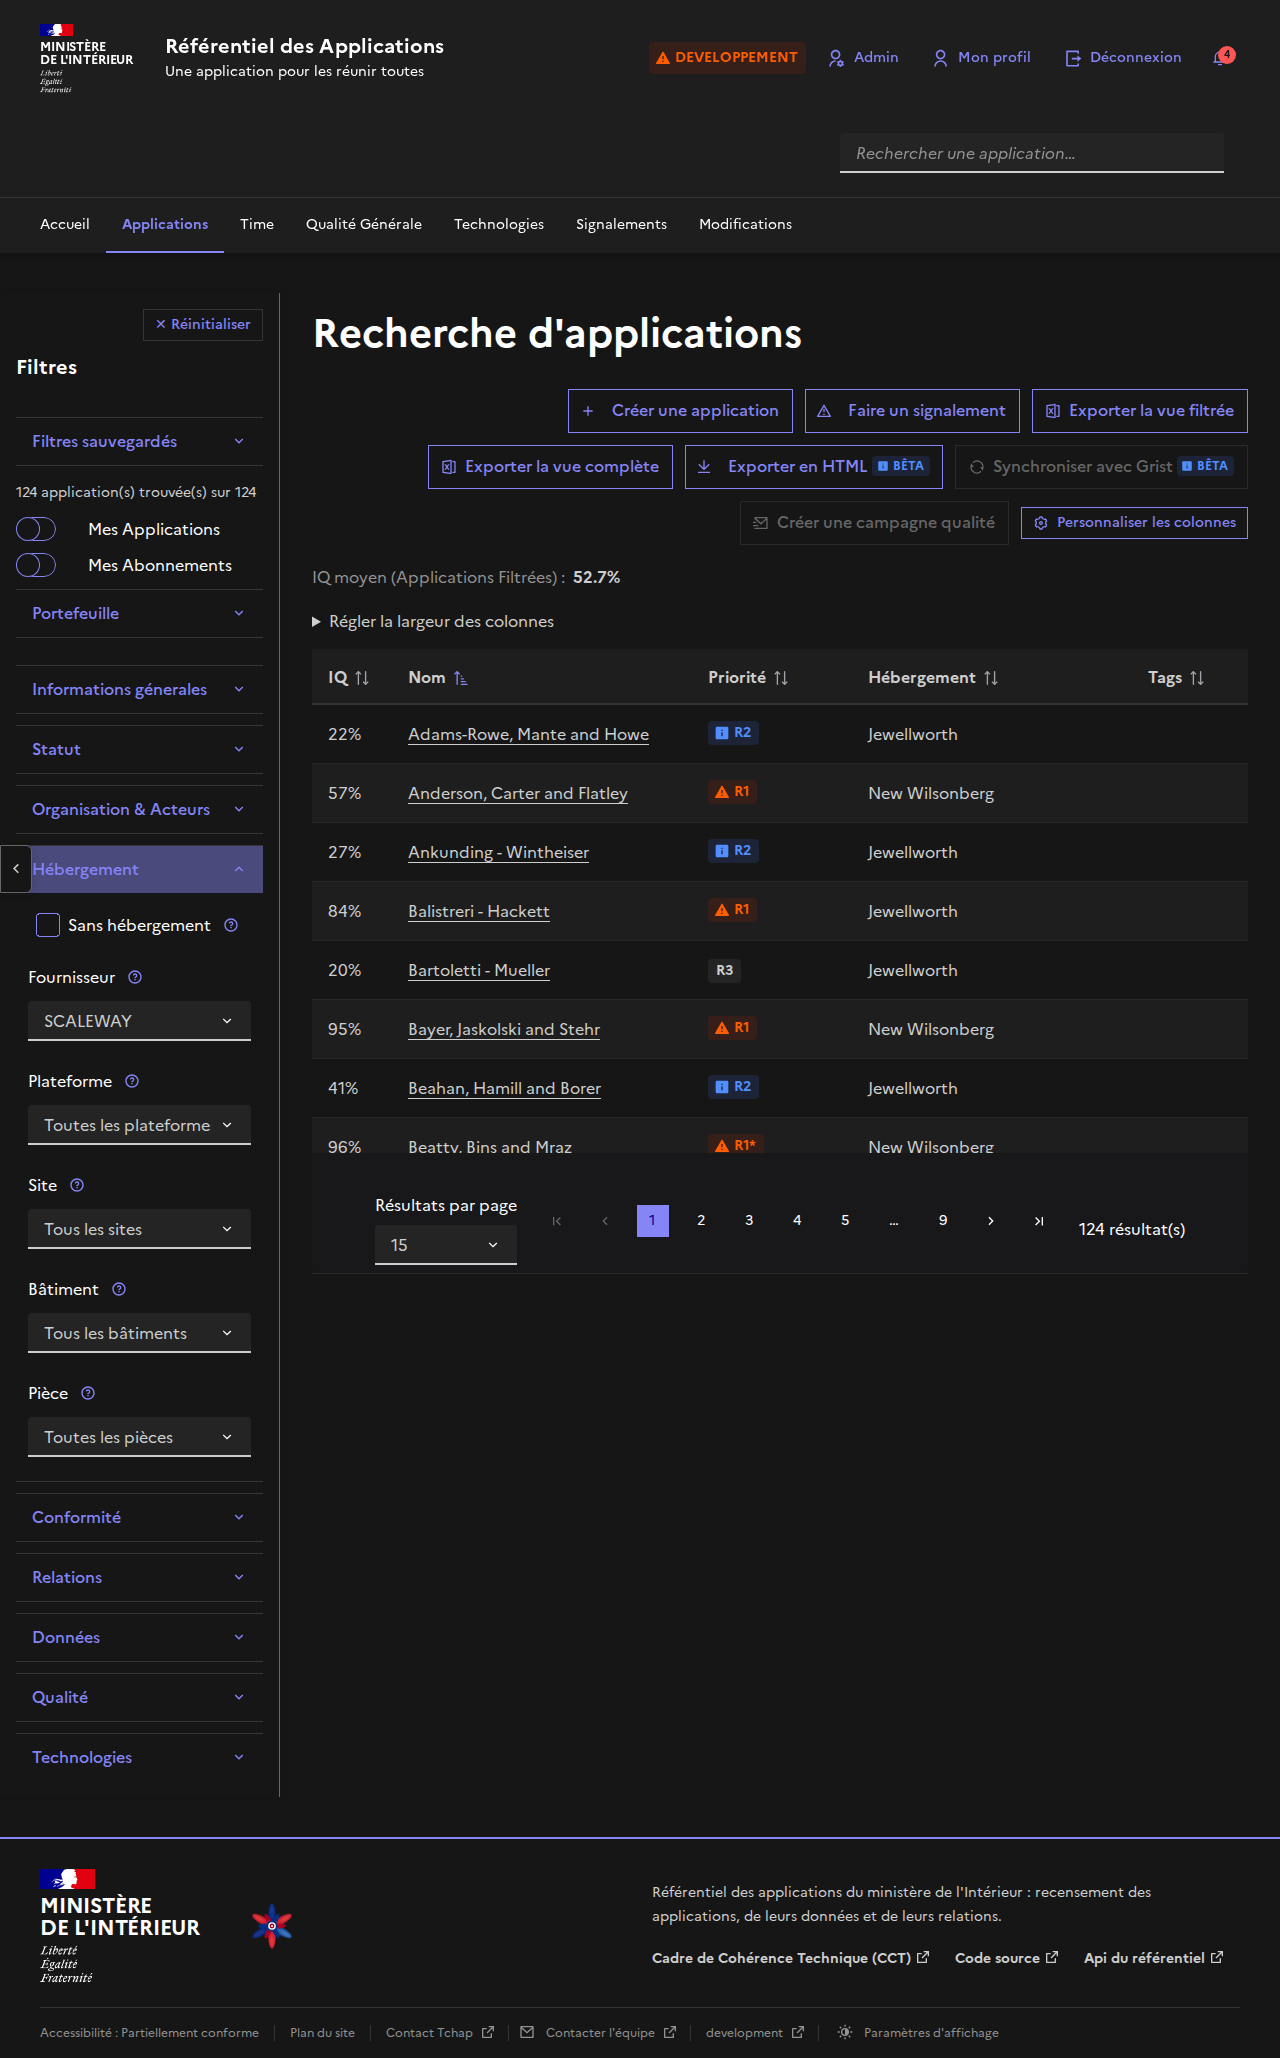 MINISTÈRE
DE L'INTÉRIEUR
Liberté
Égalité
Fraternité
Référentiel des Applications
Une application pour les réunir toutes
DEVELOPPEMENT
Admin
Mon profil
Déconnexion
4
Rechercher une application...
Accueil
Applications
Time
Qualité Générale
Technologies
Signalements
Modifications
Réinitialiser
Filtres
Filtres sauvegardés
124 application(s) trouvée(s) sur 124
Mes Applications
Mes Abonnements
Portefeuille
Informations génerales
Statut
Organisation & Acteurs
Hébergement
Sans hébergement
Fournisseur
SCALEWAY
Plateforme
Toutes les plateforme
Site
Tous les sites
Bâtiment
Tous les bâtiments
Pièce
Toutes les pièces
Conformité
Relations
Données
Qualité
Technologies
Recherche d'applications
Créer une application
Faire un signalement
Exporter la vue filtrée
Exporter la vue complète
Exporter en HTML BÊTA
Synchroniser avec Grist BÊTA
Créer une campagne qualité
Personnaliser les colonnes
IQ moyen (Applications Filtrées) : 52.7%
Régler la largeur des colonnes
IQ Nom Priorité Hébergement Tags
22% Adams-Rowe, Mante and Howe R2 Jewellworth
57% Anderson, Carter and Flatley R1 New Wilsonberg
27% Ankunding - Wintheiser R2 Jewellworth
84% Balistreri - Hackett R1 Jewellworth
20% Bartoletti - Mueller R3 Jewellworth
95% Bayer, Jaskolski and Stehr R1 New Wilsonberg
41% Beahan, Hamill and Borer R2 Jewellworth
96% Beatty, Bins and Mraz R1* New Wilsonberg
Résultats par page
15
1 2 3 4 5 … 9
124 résultat(s)
MINISTÈRE
DE L'INTÉRIEUR
Liberté
Égalité
Fraternité
Référentiel des applications du ministère de l'Intérieur : recensement des
applications, de leurs données et de leurs relations.
Cadre de Cohérence Technique (CCT)
Code source
Api du référentiel
Accessibilité : Partiellement conforme
Plan du site
Contact Tchap
Contacter l'équipe
development
Paramètres d'affichage